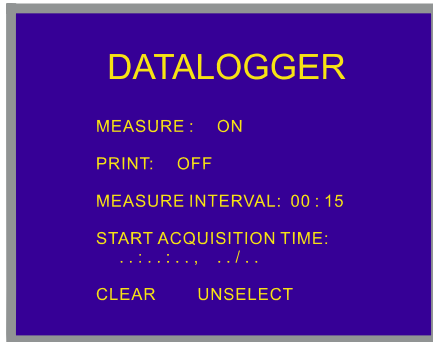 DATALOGGER
MEASURE : ON
PRINT: OFF
MEASURE INTERVAL: 00 : 15
START ACQUISITION TIME:
. . : . . : . . , . . / . .
CLEAR UNSELECT